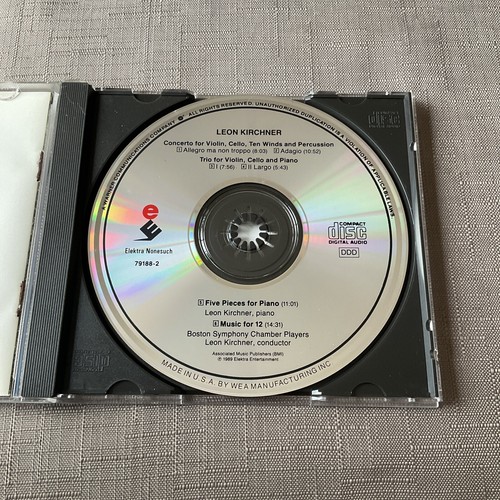 A WARNER COMMUNICATIONS COMPANY ℗ ALL RIGHTS RESERVED. UNAUTHORIZED DUPLICATION IS A VIOLATION OF APPLICABLE LAWS
LEON KIRCHNER
Concerto for Violin, Cello, Ten Winds and Percussion
1 Allegro ma non troppo (8:03) 2 Adagio (10:52)
Trio for Violin, Cello and Piano
3 I (7:56) 4 II Largo (5:43)
Elektra Nonesuch
79188-2
COMPACT
disc
DIGITAL AUDIO
DDD
5 Five Pieces for Piano (11:01)
Leon Kirchner, piano
6 Music for 12 (14:31)
Boston Symphony Chamber Players
Leon Kirchner, conductor
Associated Music Publishers (BMI)
℗ 1989 Elektra Entertainment
MADE IN U.S.A. BY WEA MANUFACTURING INC